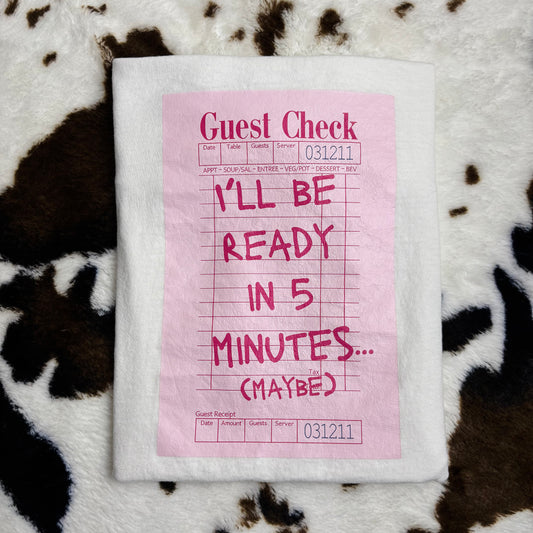 Guest Check
Date Table Guests Server 031211
APPT – SOUP/SAL – ENTREE – VEG/POT – DESSERT – BEV
I'LL BE
READY
IN 5
MINUTES...
Tax
(MAYBE)
Guest Receipt
Date Amount Guests Server 031211